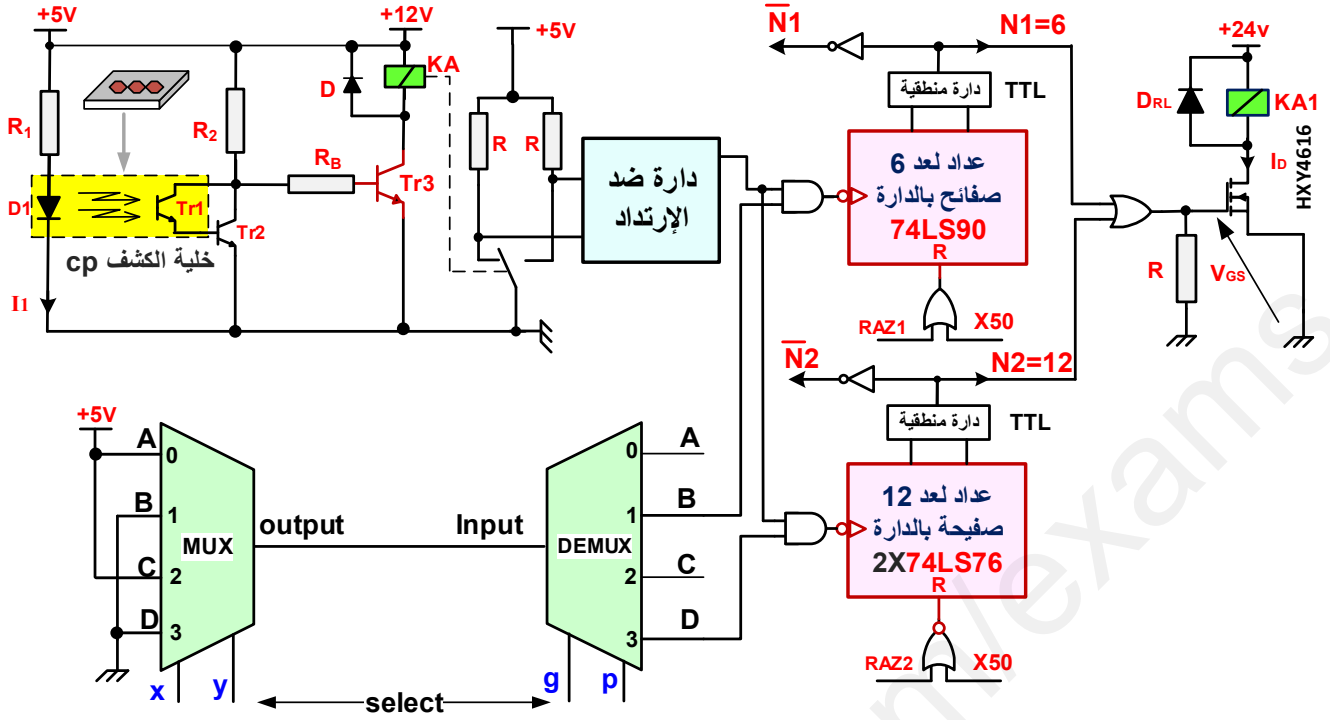 +5V
+12V
D
KA
R1
R2
RB
Tr3
D1
Tr1
Tr2
خلية الكشف cp
I1
+5V
R
R
دارة ضد
الإرتداد
N1
N1=6
دارة منطقية
TTL
عداد لعد 6
صفائح بالدارة
74LS90
R
RAZ1
X50
+24v
DRL
KA1
ID
HXY4616
R
VGS
N2
N2=12
دارة منطقية
TTL
عداد لعد 12
صفيحة بالدارة
2X74LS76
R
RAZ2
X50
+5V
A
0
B
1
MUX
C
2
D
3
x
y
output
Input
select
0
A
1
B
DEMUX
2
C
3
D
g
p
m/exams